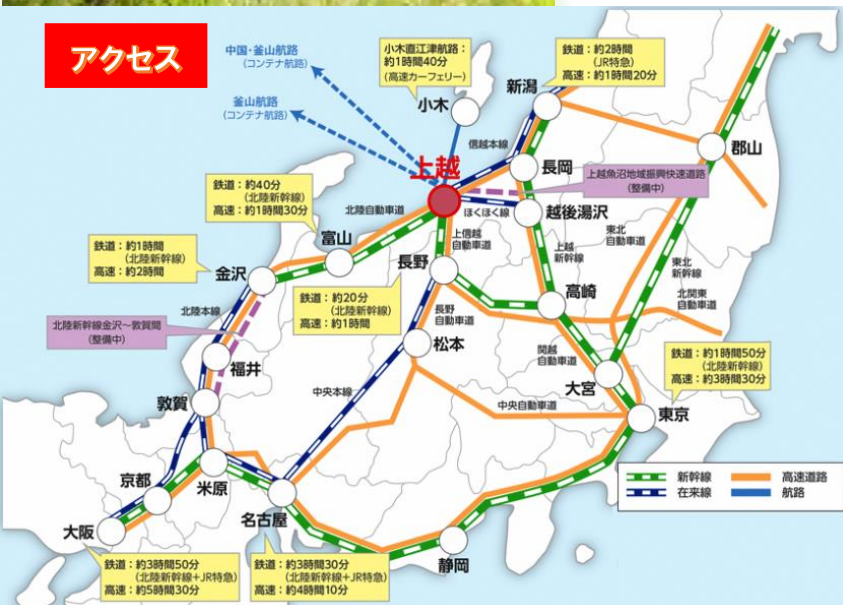 アクセス
中国・釜山航路
(コンテナ航路)
釜山航路
(コンテナ航路)
小木直江津航路：
約1時間40分
(高速カーフェリー)
小木
鉄道：約2時間
(JR特急)
高速：約1時間20分
新潟
信越本線
長岡
郡山
上越
上越魚沼地域振興快速道路
(整備中)
ほくほく線
越後湯沢
鉄道：約40分
(北陸新幹線)
高速：約1時間30分
北陸自動車道
富山
上信越
自動車道
上越
新幹線
東北
自動車道
東北
新幹線
鉄道：約1時間
(北陸新幹線)
高速：約2時間
金沢
長野
鉄道：約20分
(北陸新幹線)
高速：約1時間
高崎
北関東
自動車道
北陸本線
北陸新幹線金沢～敦賀間
(整備中)
長野
自動車道
松本
関越
自動車道
福井
大宮
鉄道：約1時間50分
(北陸新幹線)
高速：約3時間30分
敦賀
中央本線
中央自動車道
東京
京都
米原
名古屋
大阪
静岡
新幹線
高速道路
在来線
航路
鉄道：約3時間50分
(北陸新幹線+JR特急)
高速：約5時間30分
鉄道：約3時間30分
(北陸新幹線+JR特急)
高速：約4時間10分